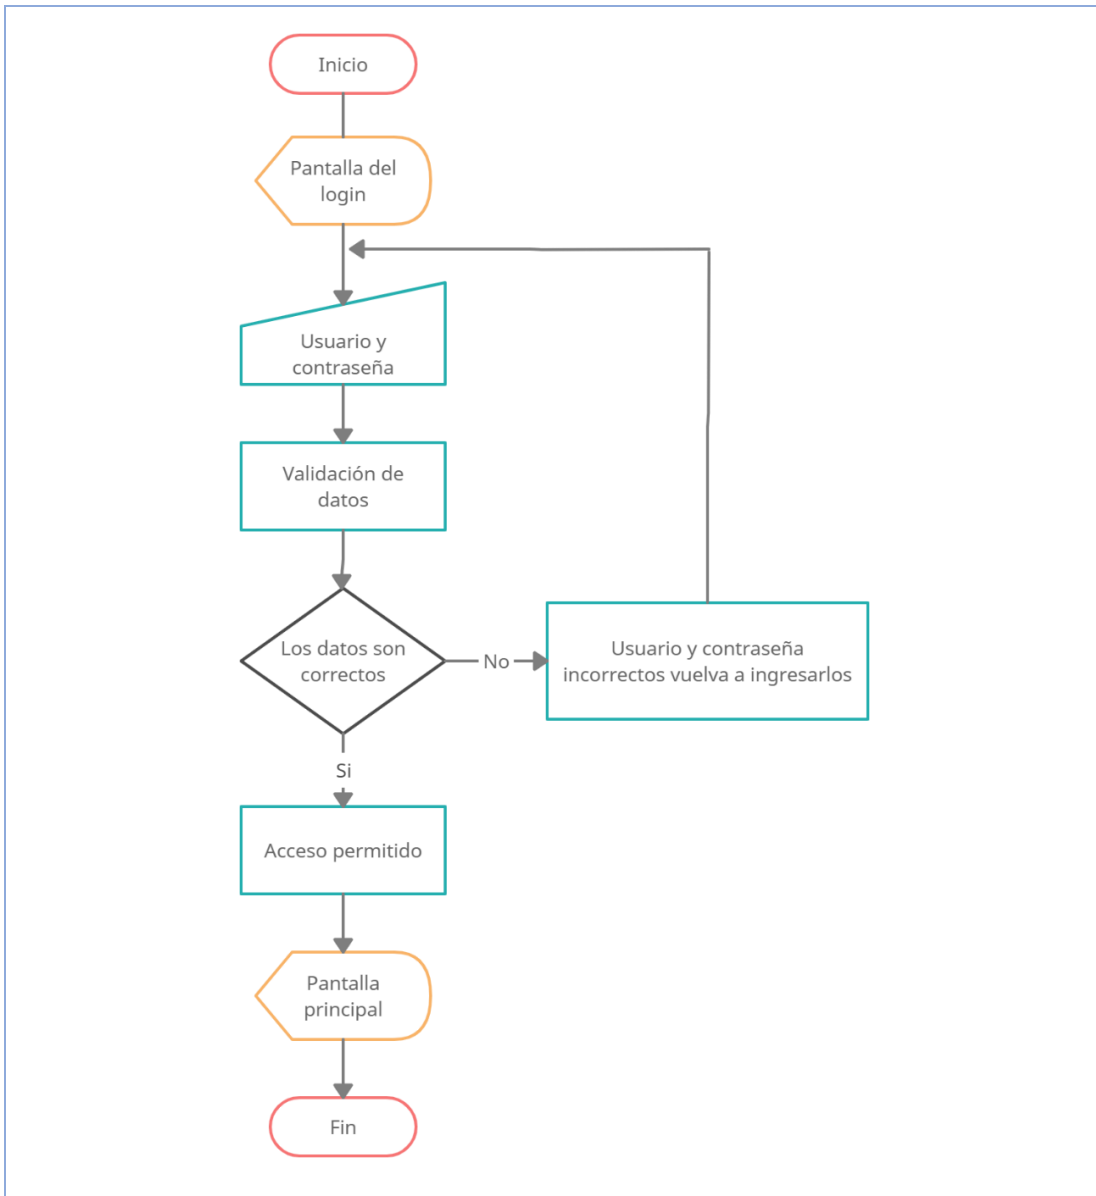 Inicio
Pantalla del
login
Usuario y
contraseña
Validación de
datos
Los datos son
correctos
No
Usuario y contraseña
incorrectos vuelva a ingresarlos
Si
Acceso permitido
Pantalla
principal
Fin